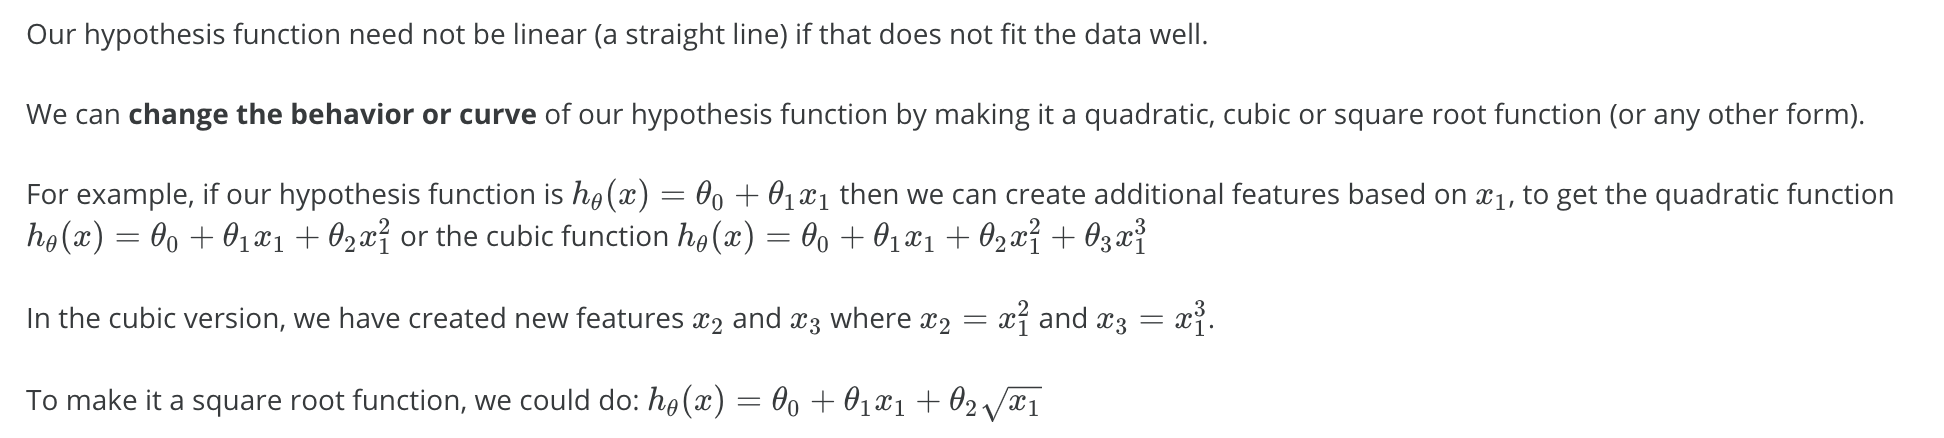 Our hypothesis function need not be linear (a straight line) if that does not fit the data well.
We can change the behavior or curve of our hypothesis function by making it a quadratic, cubic or square root function (or any other form).
For example, if our hypothesis function is $h_\theta(x) = \theta_0 + \theta_1 x_1$ then we can create additional features based on $x_1$, to get the quadratic function
$h_\theta(x) = \theta_0 + \theta_1 x_1 + \theta_2 x_1^2$ or the cubic function $h_\theta(x) = \theta_0 + \theta_1 x_1 + \theta_2 x_1^2 + \theta_3 x_1^3$
In the cubic version, we have created new features $x_2$ and $x_3$ where $x_2 = x_1^2$ and $x_3 = x_1^3$.
To make it a square root function, we could do: $h_\theta(x) = \theta_0 + \theta_1 x_1 + \theta_2 \sqrt{x_1}$